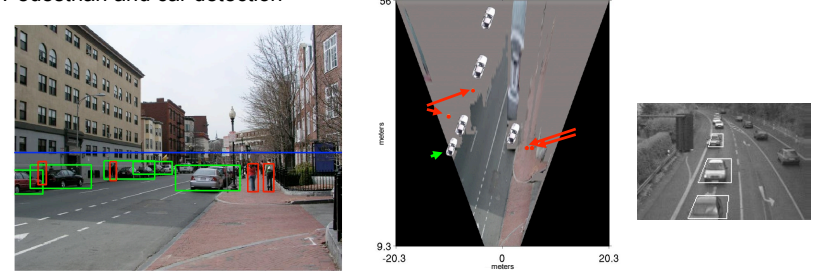 Pedestrian and car detection
56
meters
9.3
-20.3
0
20.3
meters